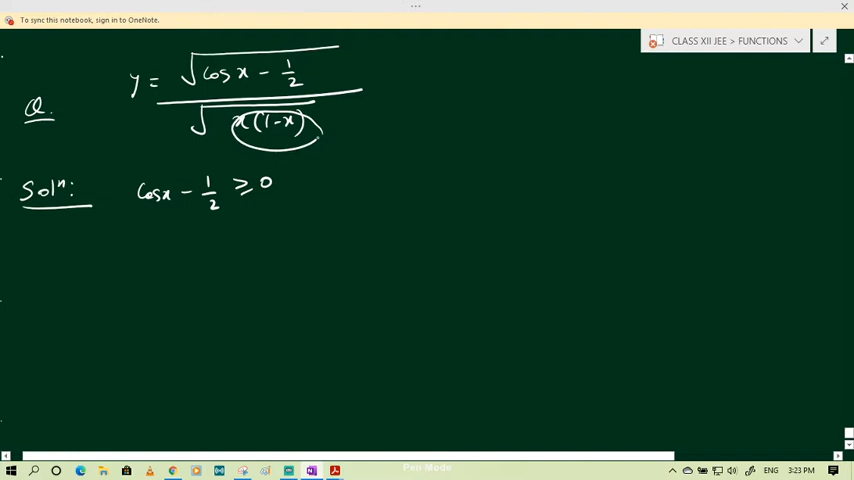 ...
To sync this notebook, sign in to OneNote.
CLASS XII JEE > FUNCTIONS
Q. y = √(cos x - 1/2) / √(x(1-x))
Solⁿ: cos x - 1/2 ≥ 0
Pen Mode
ENG 3:23 PM